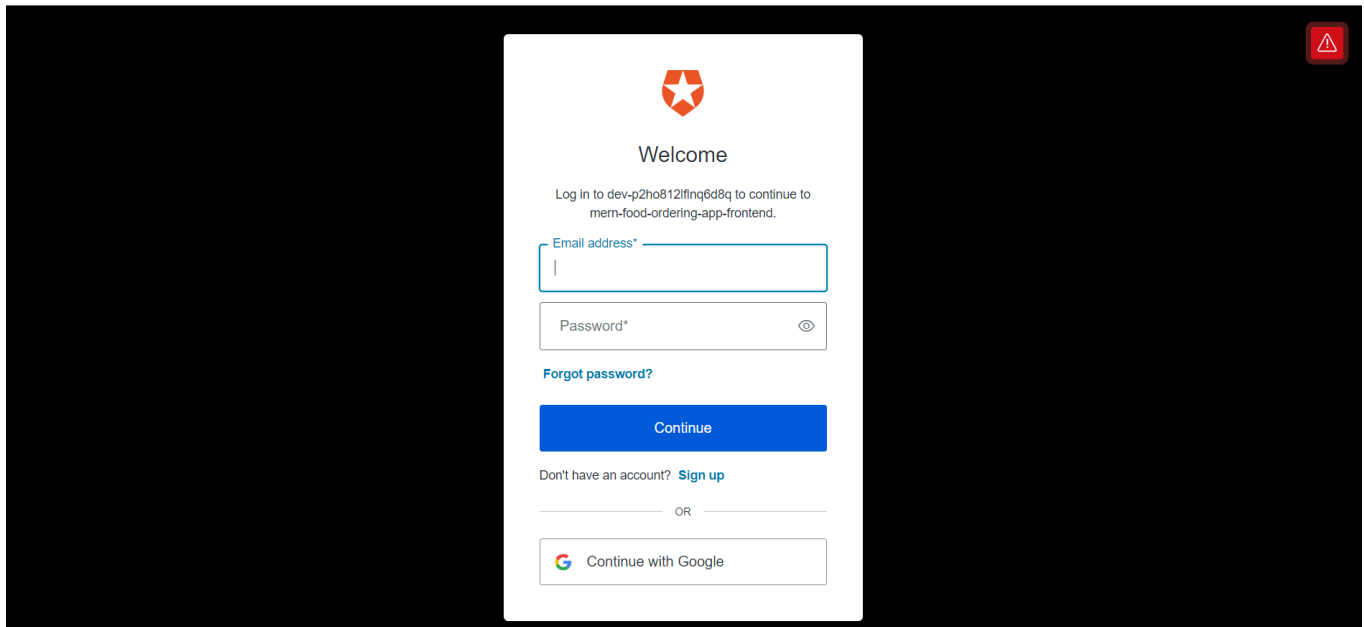 Welcome
Log in to dev-p2ho812lflnq6d8q to continue to
mern-food-ordering-app-frontend.
Email address*
Password*
Forgot password?
Continue
Don't have an account? Sign up
OR
Continue with Google